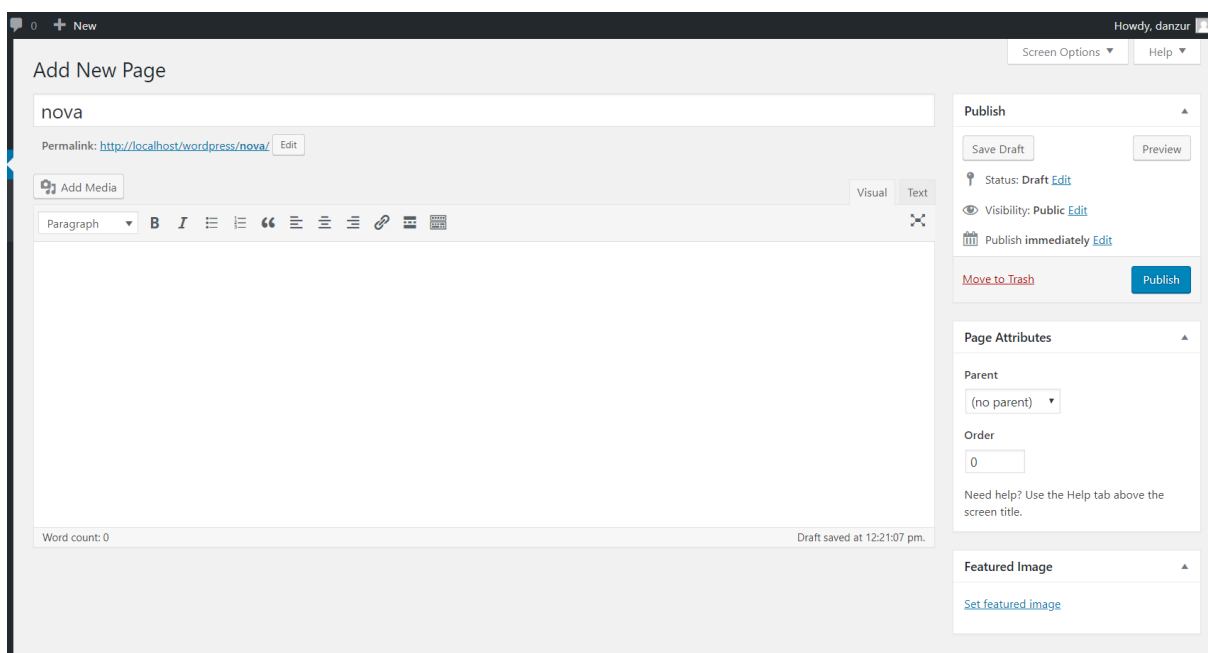 0 New Howdy, danzur
Screen Options Help
Add New Page
nova
Permalink: http://localhost/wordpress/nova/ Edit
Add Media
Visual Text
Paragraph B I
Word count: 0 Draft saved at 12:21:07 pm.
Publish
Save Draft Preview
Status: Draft Edit
Visibility: Public Edit
Publish immediately Edit
Move to Trash Publish
Page Attributes
Parent
(no parent)
Order
0
Need help? Use the Help tab above the
screen title.
Featured Image
Set featured image